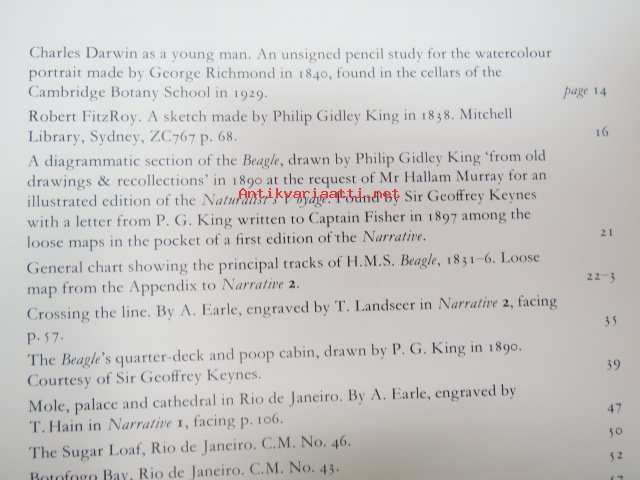 Charles Darwin as a young man. An unsigned pencil study for the watercolour
portrait made by George Richmond in 1840, found in the cellars of the
Cambridge Botany School in 1929. page 14
Robert FitzRoy. A sketch made by Philip Gidley King in 1838. Mitchell
Library, Sydney, ZC767 p. 68. 16
A diagrammatic section of the Beagle, drawn by Philip Gidley King ‘from old
drawings & recollections’ in 1890 at the request of Mr Hallam Murray for an
Antikvariaatti.net
illustrated edition of the Naturalist's Voyage. Found by Sir Geoffrey Keynes
with a letter from P. G. King written to Captain Fisher in 1897 among the
loose maps in the pocket of a first edition of the Narrative. 21
General chart showing the principal tracks of H.M.S. Beagle, 1831–6. Loose
map from the Appendix to Narrative 2. 22–3
Crossing the line. By A. Earle, engraved by T. Landseer in Narrative 2, facing
p. 57. 35
The Beagle's quarter-deck and poop cabin, drawn by P. G. King in 1890.
Courtesy of Sir Geoffrey Keynes. 39
Mole, palace and cathedral in Rio de Janeiro. By A. Earle, engraved by
T. Hain in Narrative 1, facing p. 106. 47
The Sugar Loaf, Rio de Janeiro. C.M. No. 46. 50
Botofogo Bay, Rio de Janeiro. C.M. No. 43. 52